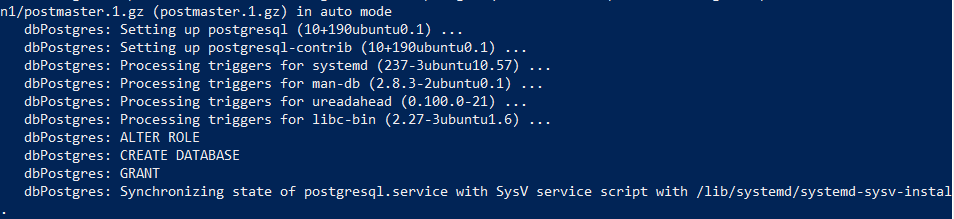 n1/postmaster.1.gz (postmaster.1.gz) in auto mode
dbPostgres: Setting up postgresql (10+190ubuntu0.1) ...
dbPostgres: Setting up postgresql-contrib (10+190ubuntu0.1) ...
dbPostgres: Processing triggers for systemd (237-3ubuntu10.57) ...
dbPostgres: Processing triggers for man-db (2.8.3-2ubuntu0.1) ...
dbPostgres: Processing triggers for ureadahead (0.100.0-21) ...
dbPostgres: Processing triggers for libc-bin (2.27-3ubuntu1.6) ...
dbPostgres: ALTER ROLE
dbPostgres: CREATE DATABASE
dbPostgres: GRANT
dbPostgres: Synchronizing state of postgresql.service with SysV service script with /lib/systemd/systemd-sysv-instal
.